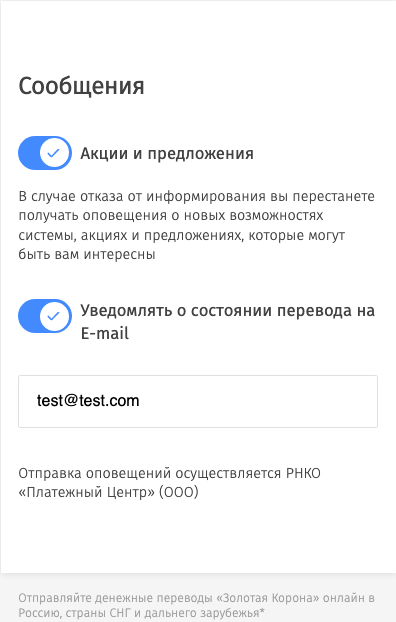 Сообщения
Акции и предложения
В случае отказа от информирования вы перестанете
получать оповещения о новых возможностях
системы, акциях и предложениях, которые могут
быть вам интересны
Уведомлять о состоянии перевода на
E-mail
test@test.com
Отправка оповещений осуществляется РНКО
«Платежный Центр» (ООО)
Отправляйте денежные переводы «Золотая Корона» онлайн в
Россию, страны СНГ и дальнего зарубежья*